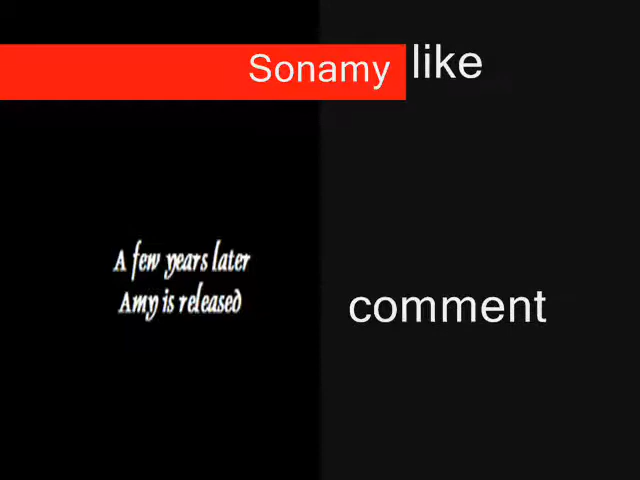 Sonamy
like
A few years later
Amy is released
comment